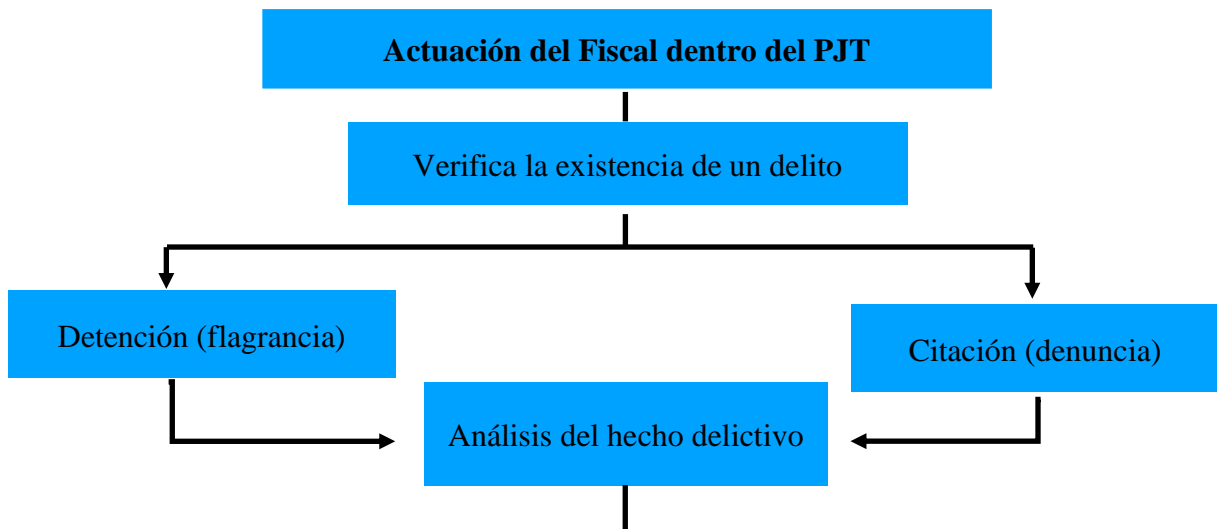 Actuación del Fiscal dentro del PJT
Verifica la existencia de un delito
Detención (flagrancia)
Citación (denuncia)
Análisis del hecho delictivo